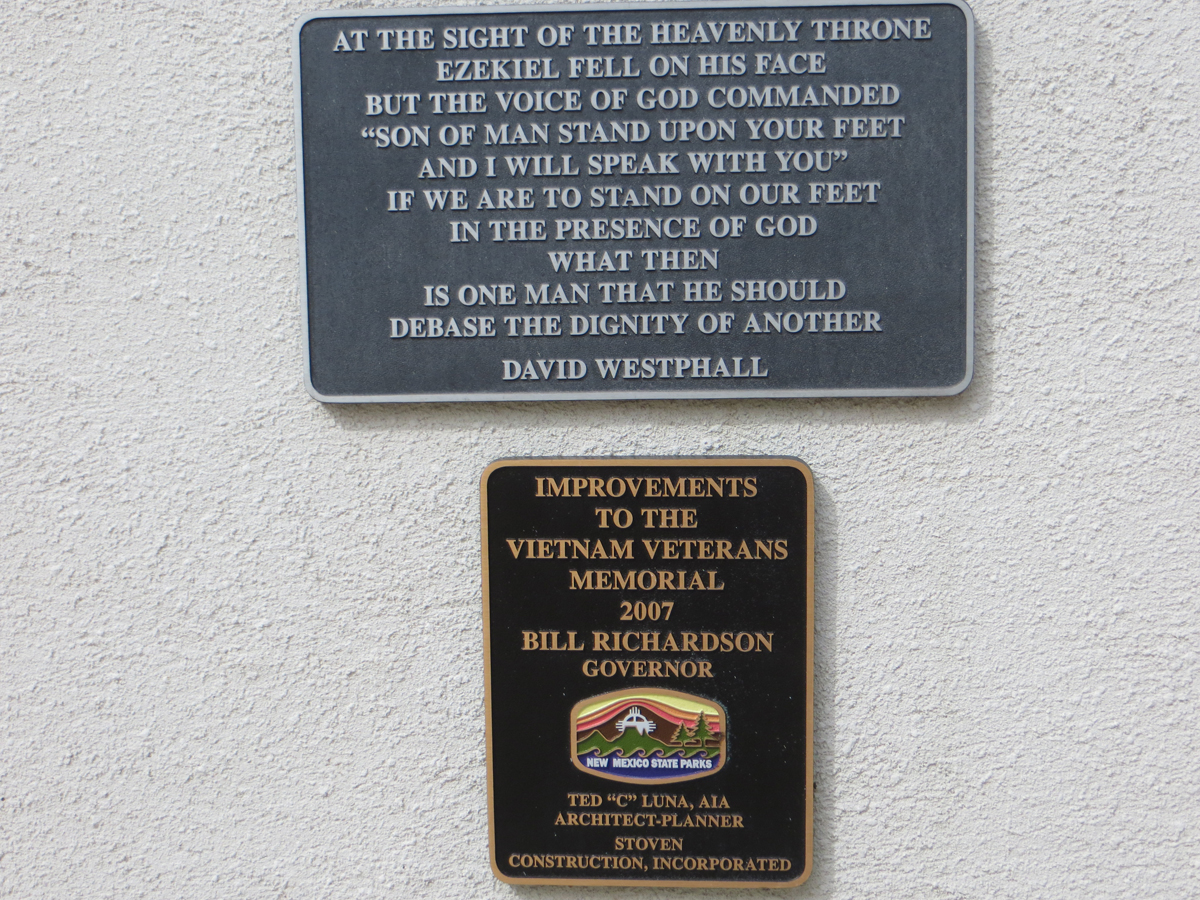 AT THE SIGHT OF THE HEAVENLY THRONE
EZEKIEL FELL ON HIS FACE
BUT THE VOICE OF GOD COMMANDED
“SON OF MAN STAND UPON YOUR FEET
AND I WILL SPEAK WITH YOU”
IF WE ARE TO STAND ON OUR FEET
IN THE PRESENCE OF GOD
WHAT THEN
IS ONE MAN THAT HE SHOULD
DEBASE THE DIGNITY OF ANOTHER
DAVID WESTPHALL
IMPROVEMENTS
TO THE
VIETNAM VETERANS
MEMORIAL
2007
BILL RICHARDSON
GOVERNOR
NEW MEXICO STATE PARKS
TED “C” LUNA, AIA
ARCHITECT-PLANNER
STOVEN
CONSTRUCTION, INCORPORATED